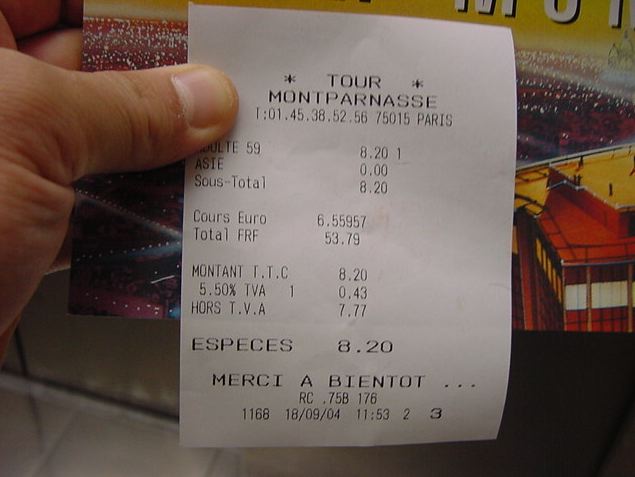 * TOUR *
MONTPARNASSE
T:01.45.38.52.56 75015 PARIS
ADULTE 59 8.20 1
ASIE 0.00
Sous-Total 8.20
Cours Euro 6.55957
Total FRF 53.79
MONTANT T.T.C 8.20
5.50% TVA 1 0.43
HORS T.V.A 7.77
ESPECES 8.20
MERCI A BIENTOT ...
RC .75B 176
1168 18/09/04 11:53 2 3